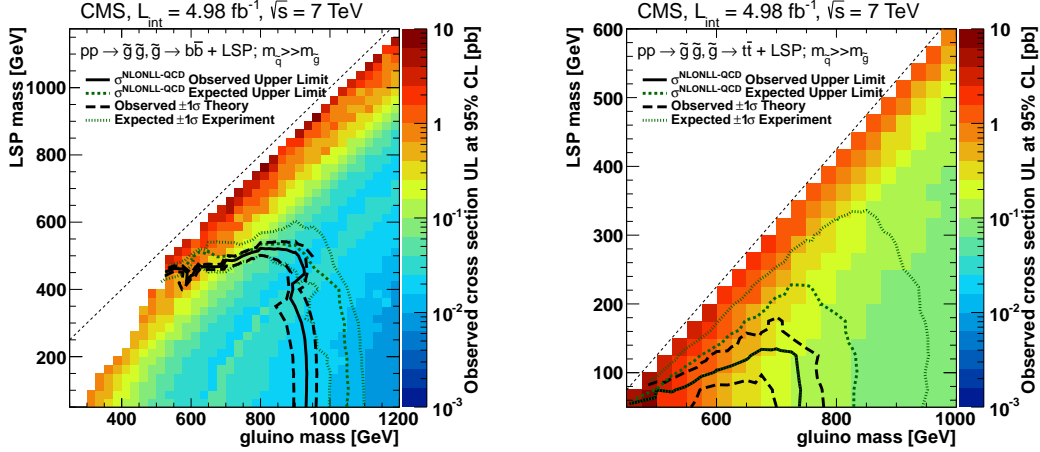 CMS, L_int = 4.98 fb⁻¹, √s = 7 TeV
pp → g̃ g̃, g̃ → bb̄ + LSP; m_q̃>>m_g̃
σ^NLONLL-QCD Observed Upper Limit
σ^NLONLL-QCD Expected Upper Limit
Observed ±1σ Theory
Expected ±1σ Experiment
LSP mass [GeV]
1000
800
600
400
200
400 600 800 1000 1200
gluino mass [GeV]
10
1
10⁻¹
10⁻²
10⁻³
Observed cross section UL at 95% CL [pb]
CMS, L_int = 4.98 fb⁻¹, √s = 7 TeV
pp → g̃ g̃, g̃ → tt̄ + LSP; m_q̃>>m_g̃
σ^NLONLL-QCD Observed Upper Limit
σ^NLONLL-QCD Expected Upper Limit
Observed ±1σ Theory
Expected ±1σ Experiment
LSP mass [GeV]
600
500
400
300
200
100
600 800 1000
gluino mass [GeV]
10
1
10⁻¹
10⁻²
10⁻³
Observed cross section UL at 95% CL [pb]